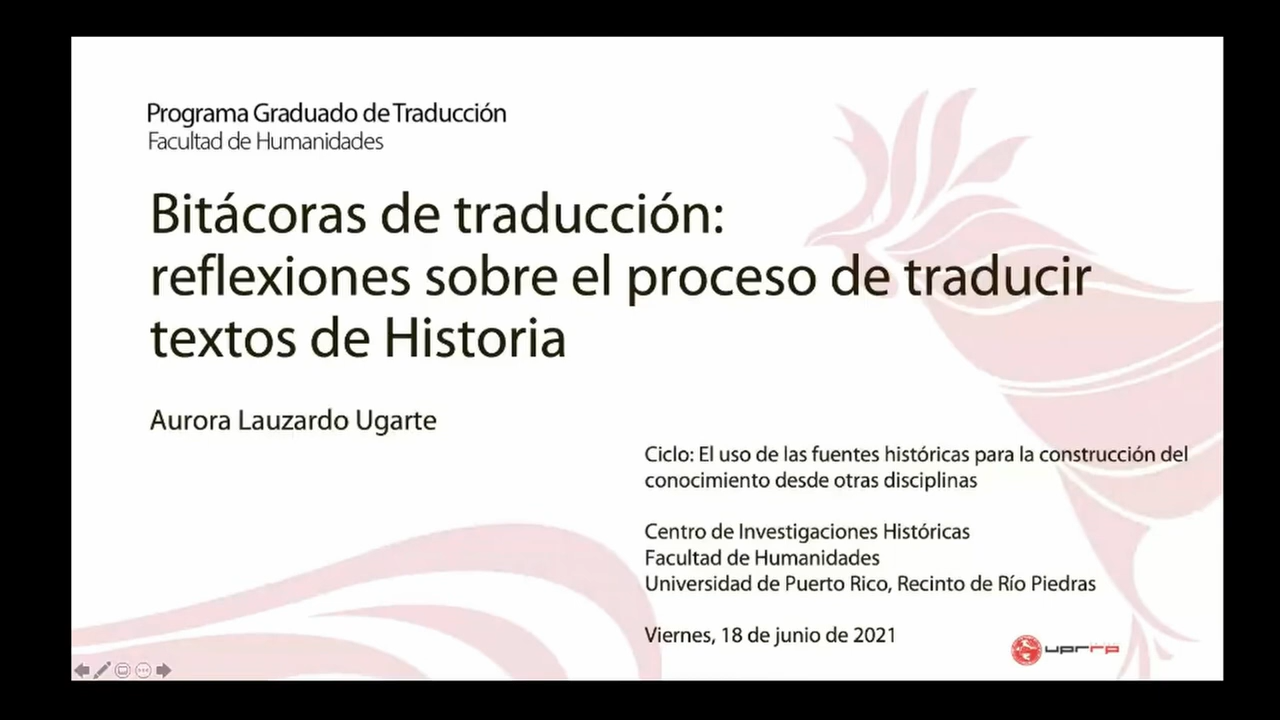 Programa Graduado de Traducción
Facultad de Humanidades
Bitácoras de traducción:
reflexiones sobre el proceso de traducir
textos de Historia
Aurora Lauzardo Ugarte
Ciclo: El uso de las fuentes históricas para la construcción del
conocimiento desde otras disciplinas
Centro de Investigaciones Históricas
Facultad de Humanidades
Universidad de Puerto Rico, Recinto de Río Piedras
Viernes, 18 de junio de 2021
uprrp